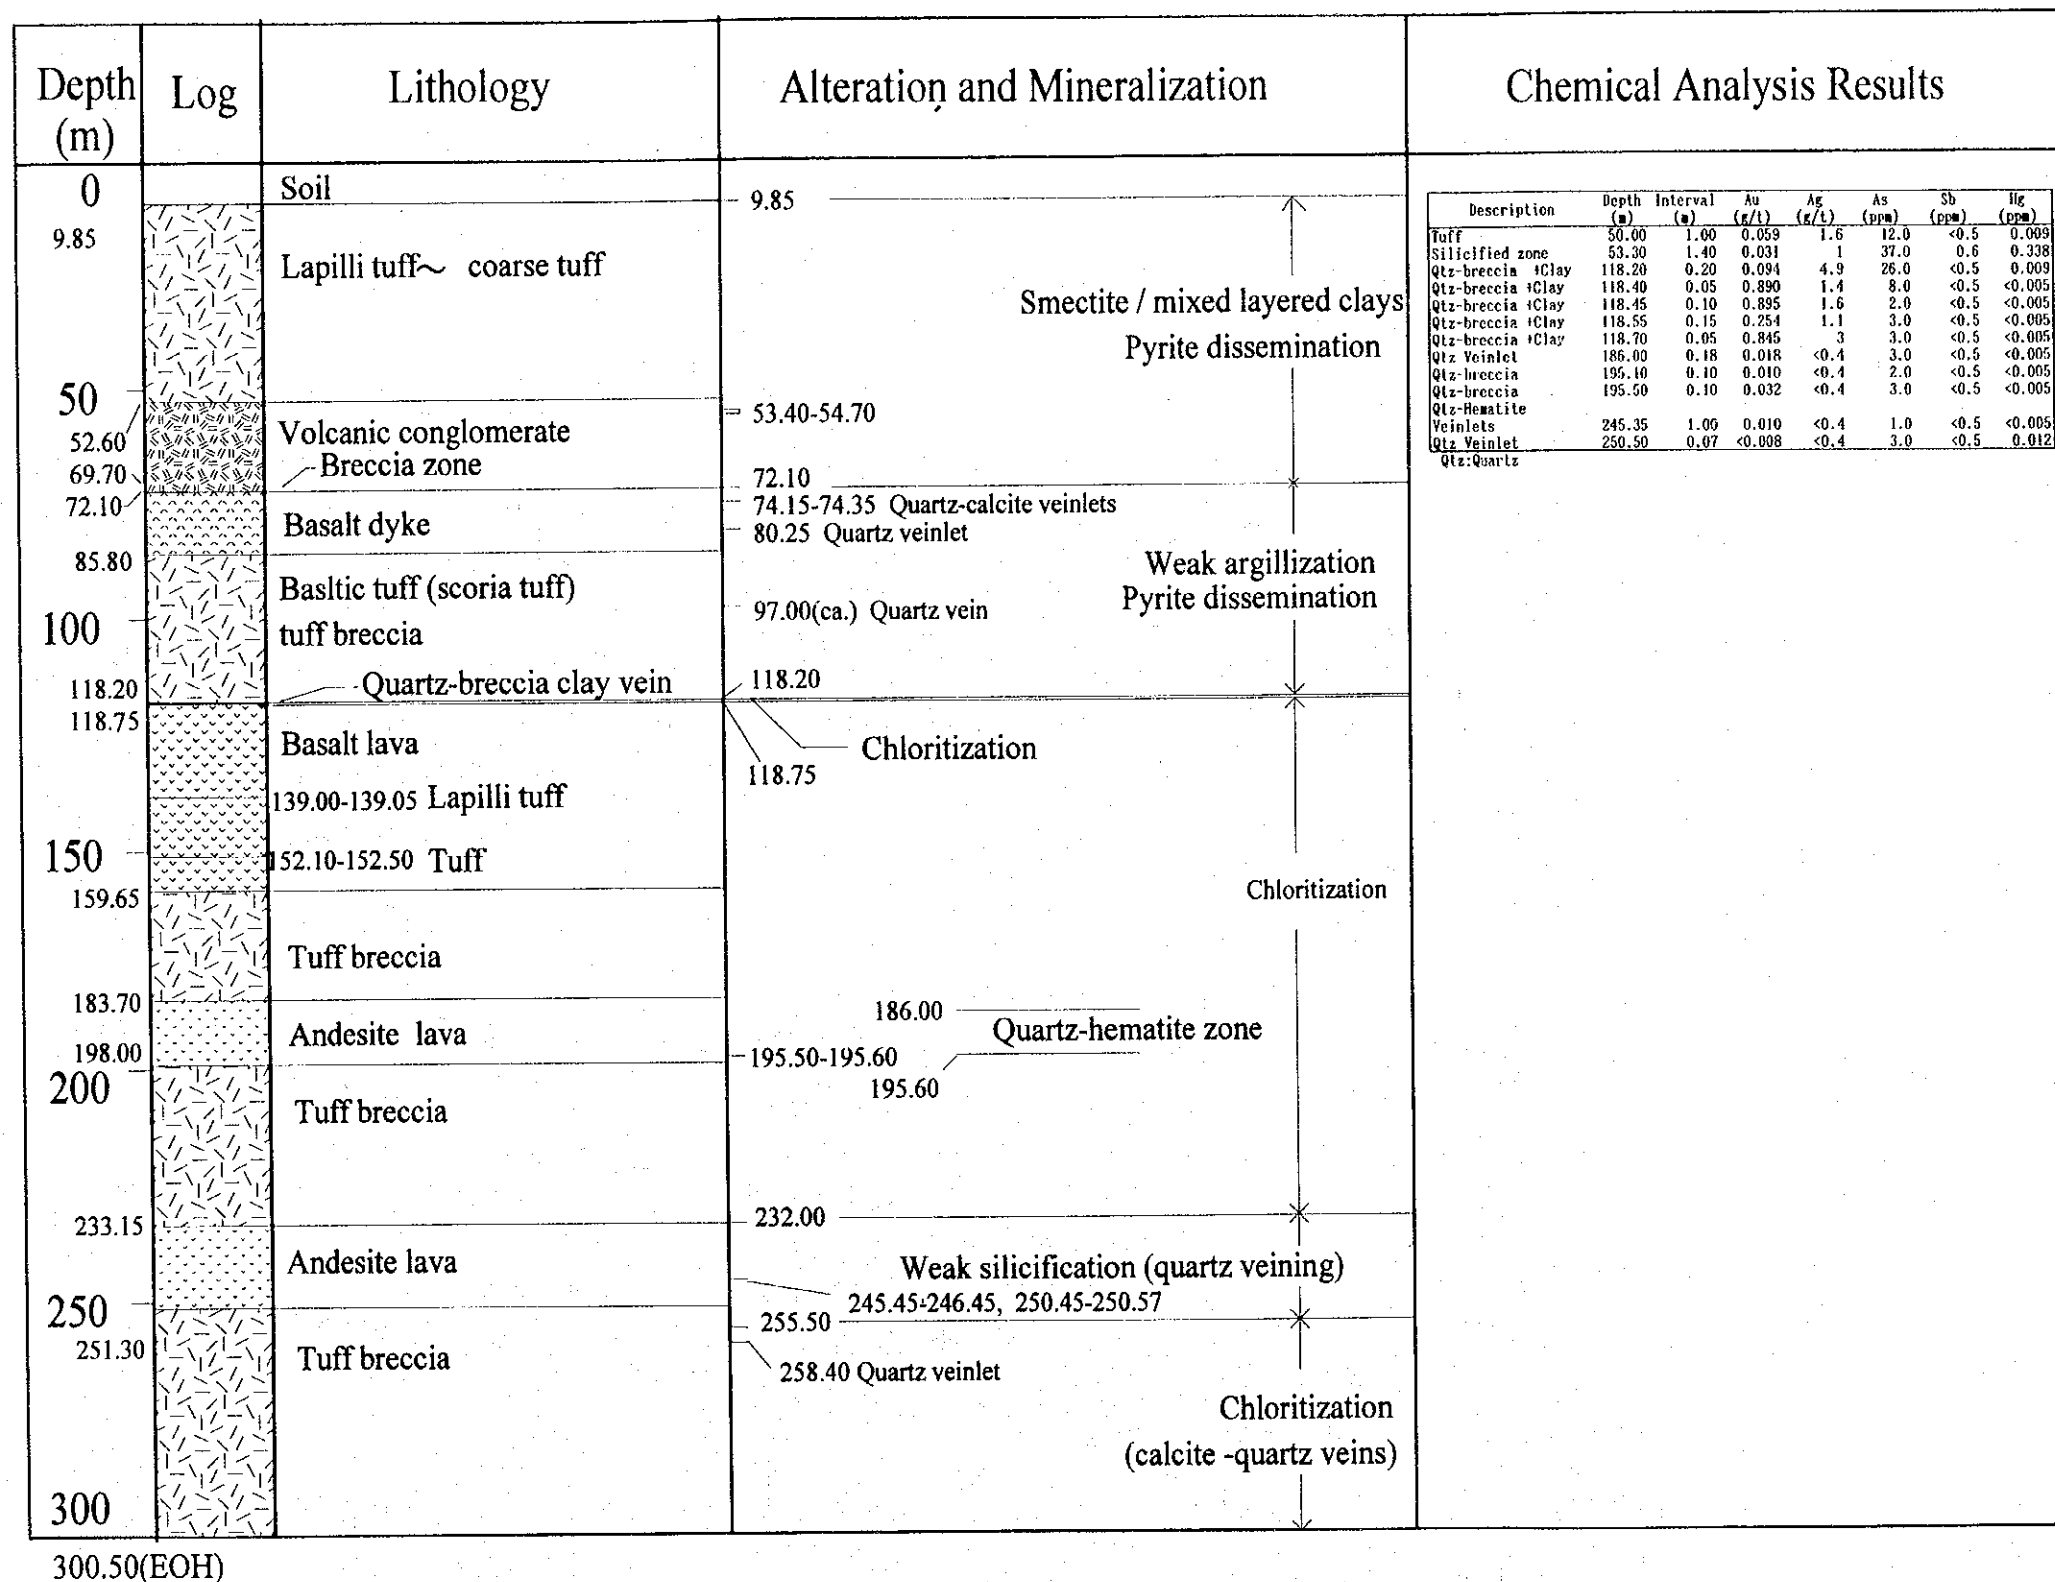 Depth (m) Log Lithology Alteration and Mineralization Chemical Analysis Results
0
9.85
50
52.60
69.70
72.10
85.80
100
118.20
118.75
150
159.65
183.70
198.00
200
233.15
250
251.30
300
300.50(EOH)
Soil
Lapilli tuff~ coarse tuff
Volcanic conglomerate
Breccia zone
Basalt dyke
Basltic tuff (scoria tuff)
tuff breccia
Quartz-breccia clay vein
Basalt lava
139.00-139.05 Lapilli tuff
152.10-152.50 Tuff
Tuff breccia
Andesite lava
Tuff breccia
Andesite lava
Tuff breccia
9.85
Smectite / mixed layered clays
Pyrite dissemination
53.40-54.70
72.10
74.15-74.35 Quartz-calcite veinlets
80.25 Quartz veinlet
Weak argillization
Pyrite dissemination
97.00(ca.) Quartz vein
118.20
Chloritization
118.75
Chloritization
186.00
Quartz-hematite zone
195.50-195.60
195.60
232.00
Weak silicification (quartz veining)
245.45-246.45, 250.45-250.57
255.50
258.40 Quartz veinlet
Chloritization
(calcite -quartz veins)
Description Depth (m) Interval (m) Au (g/t) Ag (g/t) As (ppm) Sb (ppm) Hg (ppm)
Tuff 50.00 1.00 0.059 1.6 12.0 <0.5 0.009
Silicified zone 53.30 1.40 0.031 1 37.0 0.6 0.338
Qtz-breccia +Clay 118.20 0.20 0.094 4.9 26.0 <0.5 0.009
Qtz-breccia +Clay 118.40 0.05 0.890 1.4 8.0 <0.5 <0.005
Qtz-breccia +Clay 118.45 0.10 0.895 1.6 2.0 <0.5 <0.005
Qtz-breccia +Clay 118.55 0.15 0.254 1.1 3.0 <0.5 <0.005
Qtz-breccia +Clay 118.70 0.05 0.845 3 3.0 <0.5 <0.005
Qtz Veinlet 186.00 0.18 0.018 <0.4 3.0 <0.5 <0.005
Qtz-breccia 195.10 0.10 0.010 <0.4 2.0 <0.5 <0.005
Qtz-breccia 195.50 0.10 0.032 <0.4 3.0 <0.5 <0.005
Qtz-Hematite
Veinlets 245.35 1.00 0.010 <0.4 1.0 <0.5 <0.005
Qtz Veinlet 250.50 0.07 <0.008 <0.4 3.0 <0.5 0.012
Qtz:Quartz